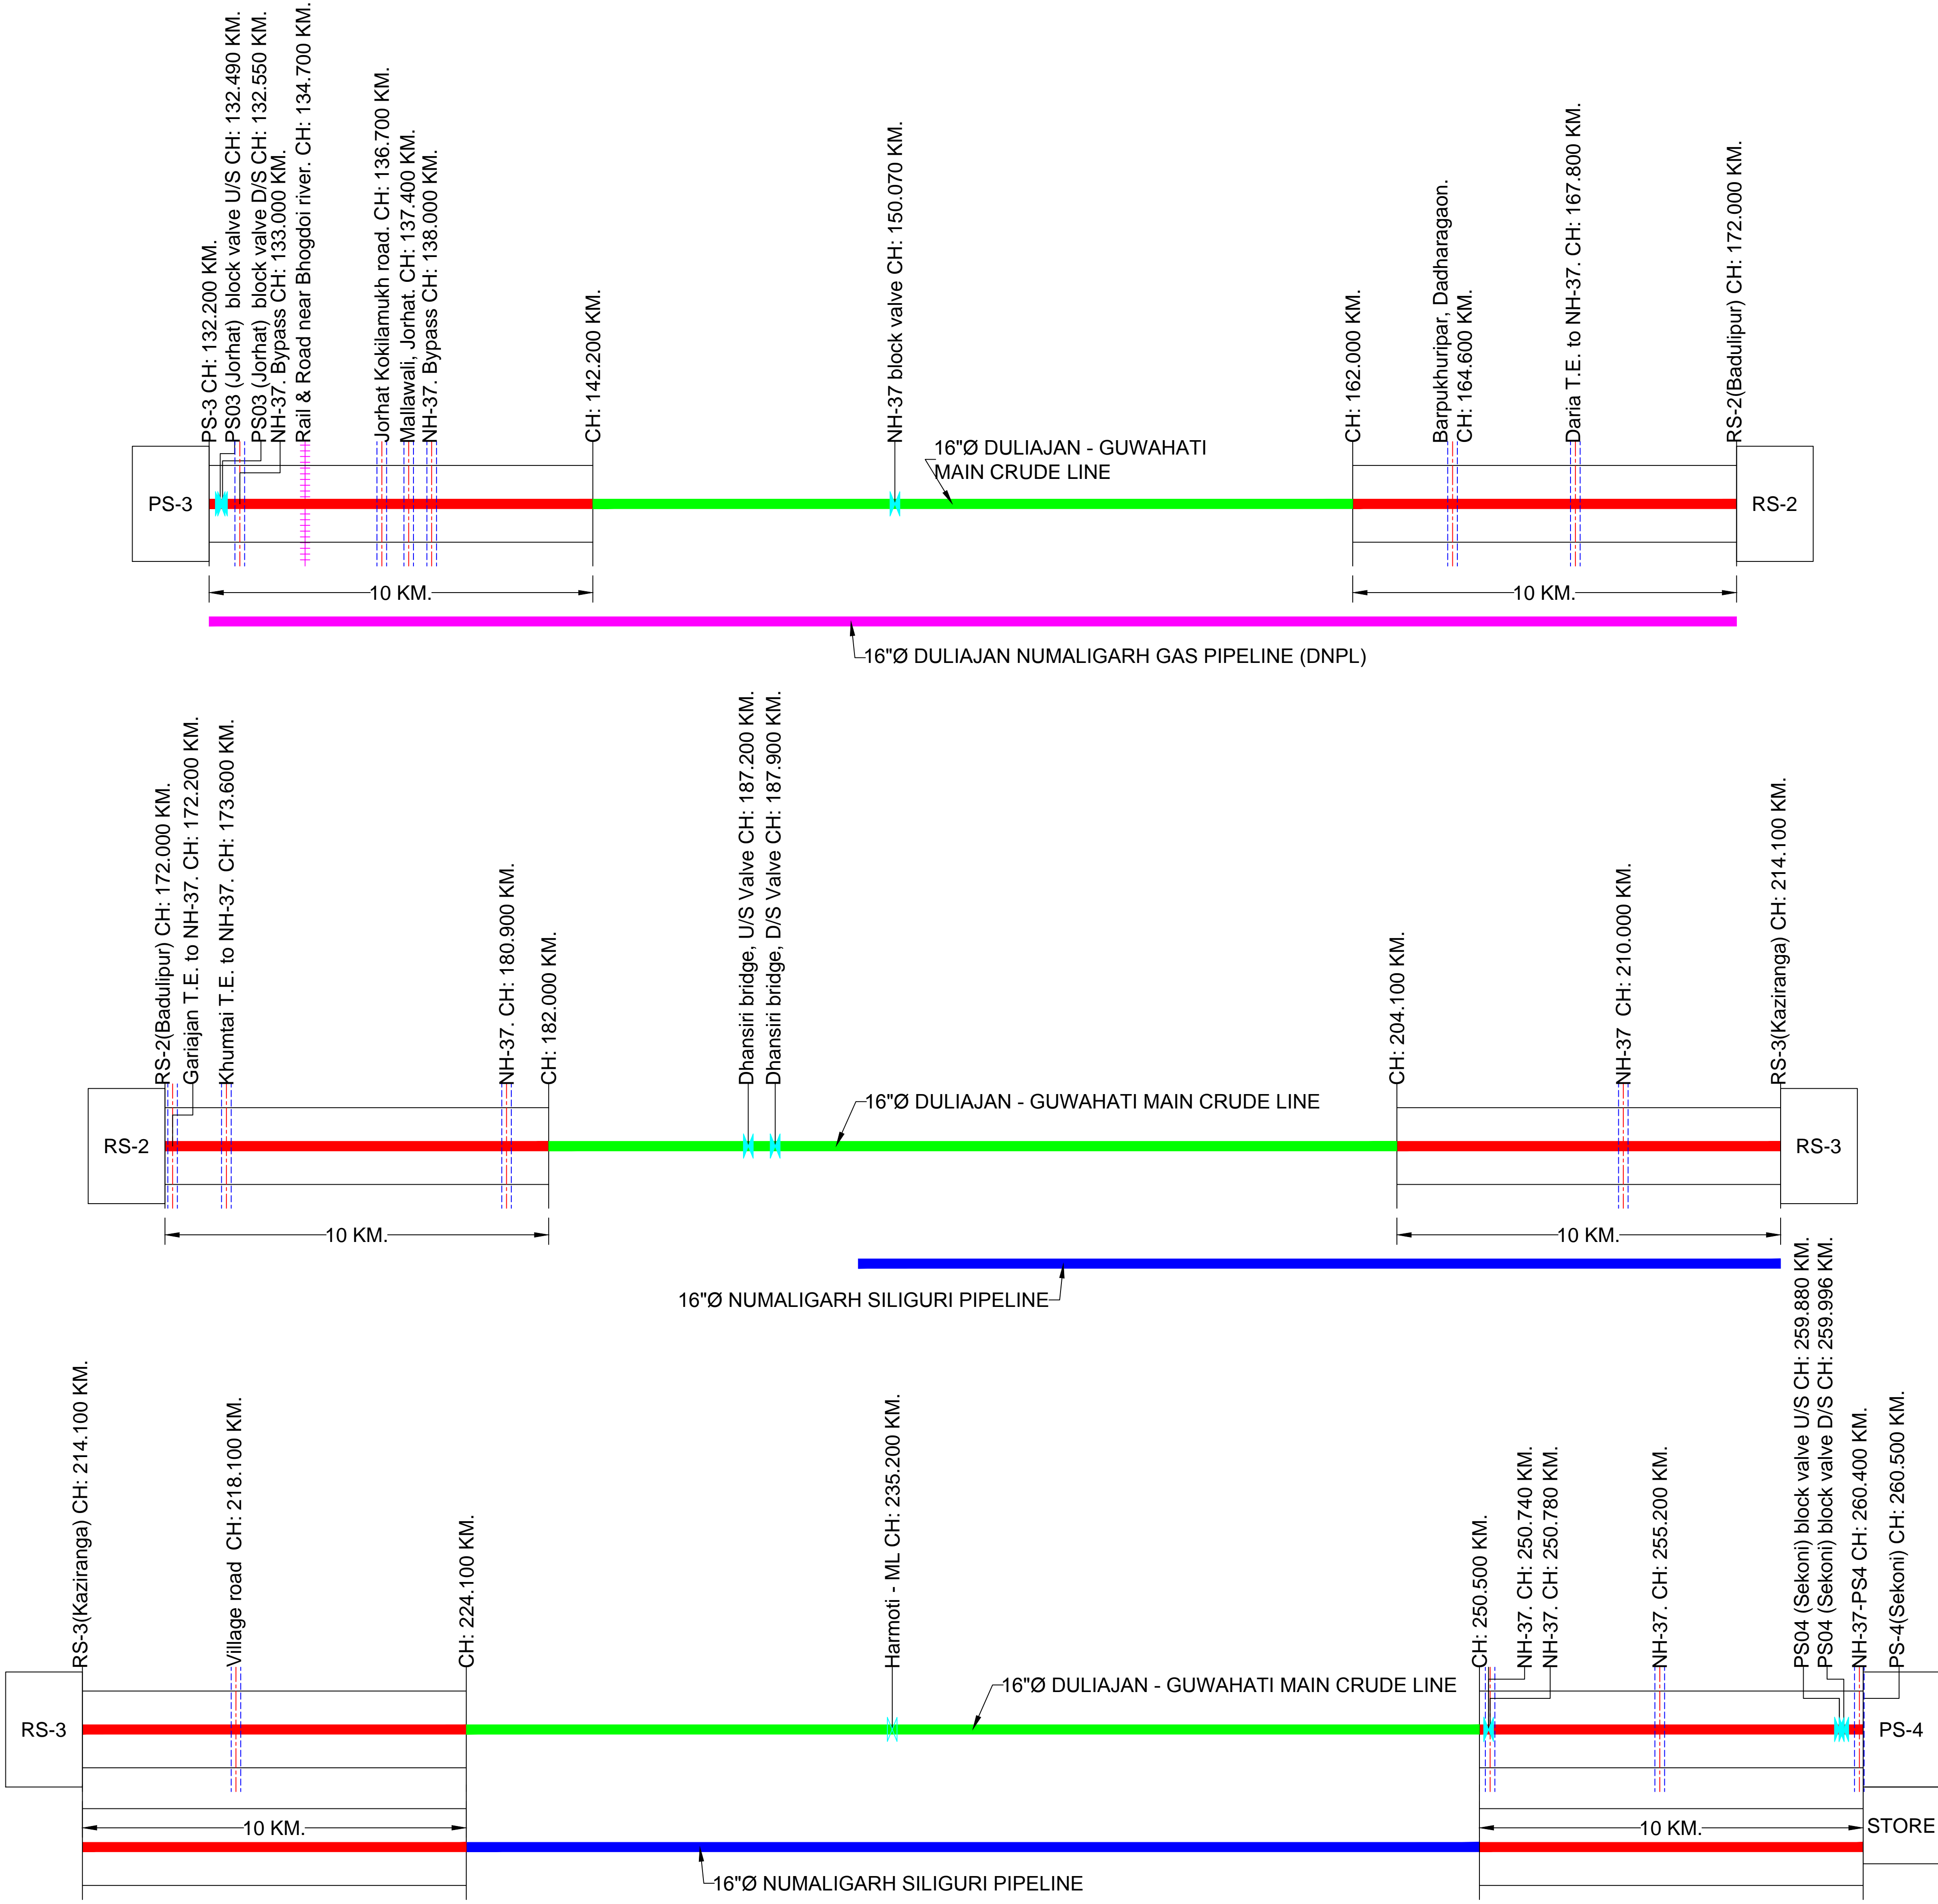 PS-3 CH: 132.200 KM.
PS03 (Jorhat)  block valve U/S CH: 132.490 KM.
PS03 (Jorhat)  block valve D/S CH: 132.550 KM.
NH-37. Bypass CH: 133.000 KM.
Rail & Road near Bhogdoi river. CH: 134.700 KM.
Jorhat Kokilamukh road. CH: 136.700 KM.
Mallawali, Jorhat. CH: 137.400 KM.
NH-37. Bypass CH: 138.000 KM.
CH: 142.200 KM.
NH-37 block valve CH: 150.070 KM.
CH: 162.000 KM.
Barpukhuripar, Dadharagaon.
CH: 164.600 KM.
Daria T.E. to NH-37. CH: 167.800 KM.
RS-2(Badulipur) CH: 172.000 KM.
16"Ø DULIAJAN - GUWAHATI
MAIN CRUDE LINE
PS-3
RS-2
10 KM.
10 KM.
16"Ø DULIAJAN NUMALIGARH GAS PIPELINE (DNPL)
RS-2(Badulipur) CH: 172.000 KM.
Gariajan T.E. to NH-37. CH: 172.200 KM.
Khumtai T.E. to NH-37. CH: 173.600 KM.
NH-37. CH: 180.900 KM.
CH: 182.000 KM.
Dhansiri bridge, U/S Valve CH: 187.200 KM.
Dhansiri bridge, D/S Valve CH: 187.900 KM.
CH: 204.100 KM.
NH-37  CH: 210.000 KM.
RS-3(Kaziranga) CH: 214.100 KM.
16"Ø DULIAJAN - GUWAHATI MAIN CRUDE LINE
RS-2
RS-3
10 KM.
10 KM.
16"Ø NUMALIGARH SILIGURI PIPELINE
RS-3(Kaziranga) CH: 214.100 KM.
Village road  CH: 218.100 KM.
CH: 224.100 KM.
Harmoti - ML CH: 235.200 KM.
CH: 250.500 KM.
NH-37. CH: 250.740 KM.
NH-37. CH: 250.780 KM.
NH-37. CH: 255.200 KM.
PS04 (Sekoni) block valve U/S CH: 259.880 KM.
PS04 (Sekoni) block valve D/S CH: 259.996 KM.
NH-37-PS4 CH: 260.400 KM.
PS-4(Sekoni) CH: 260.500 KM.
16"Ø DULIAJAN - GUWAHATI MAIN CRUDE LINE
RS-3
PS-4
10 KM.
10 KM.
STORE
16"Ø NUMALIGARH SILIGURI PIPELINE